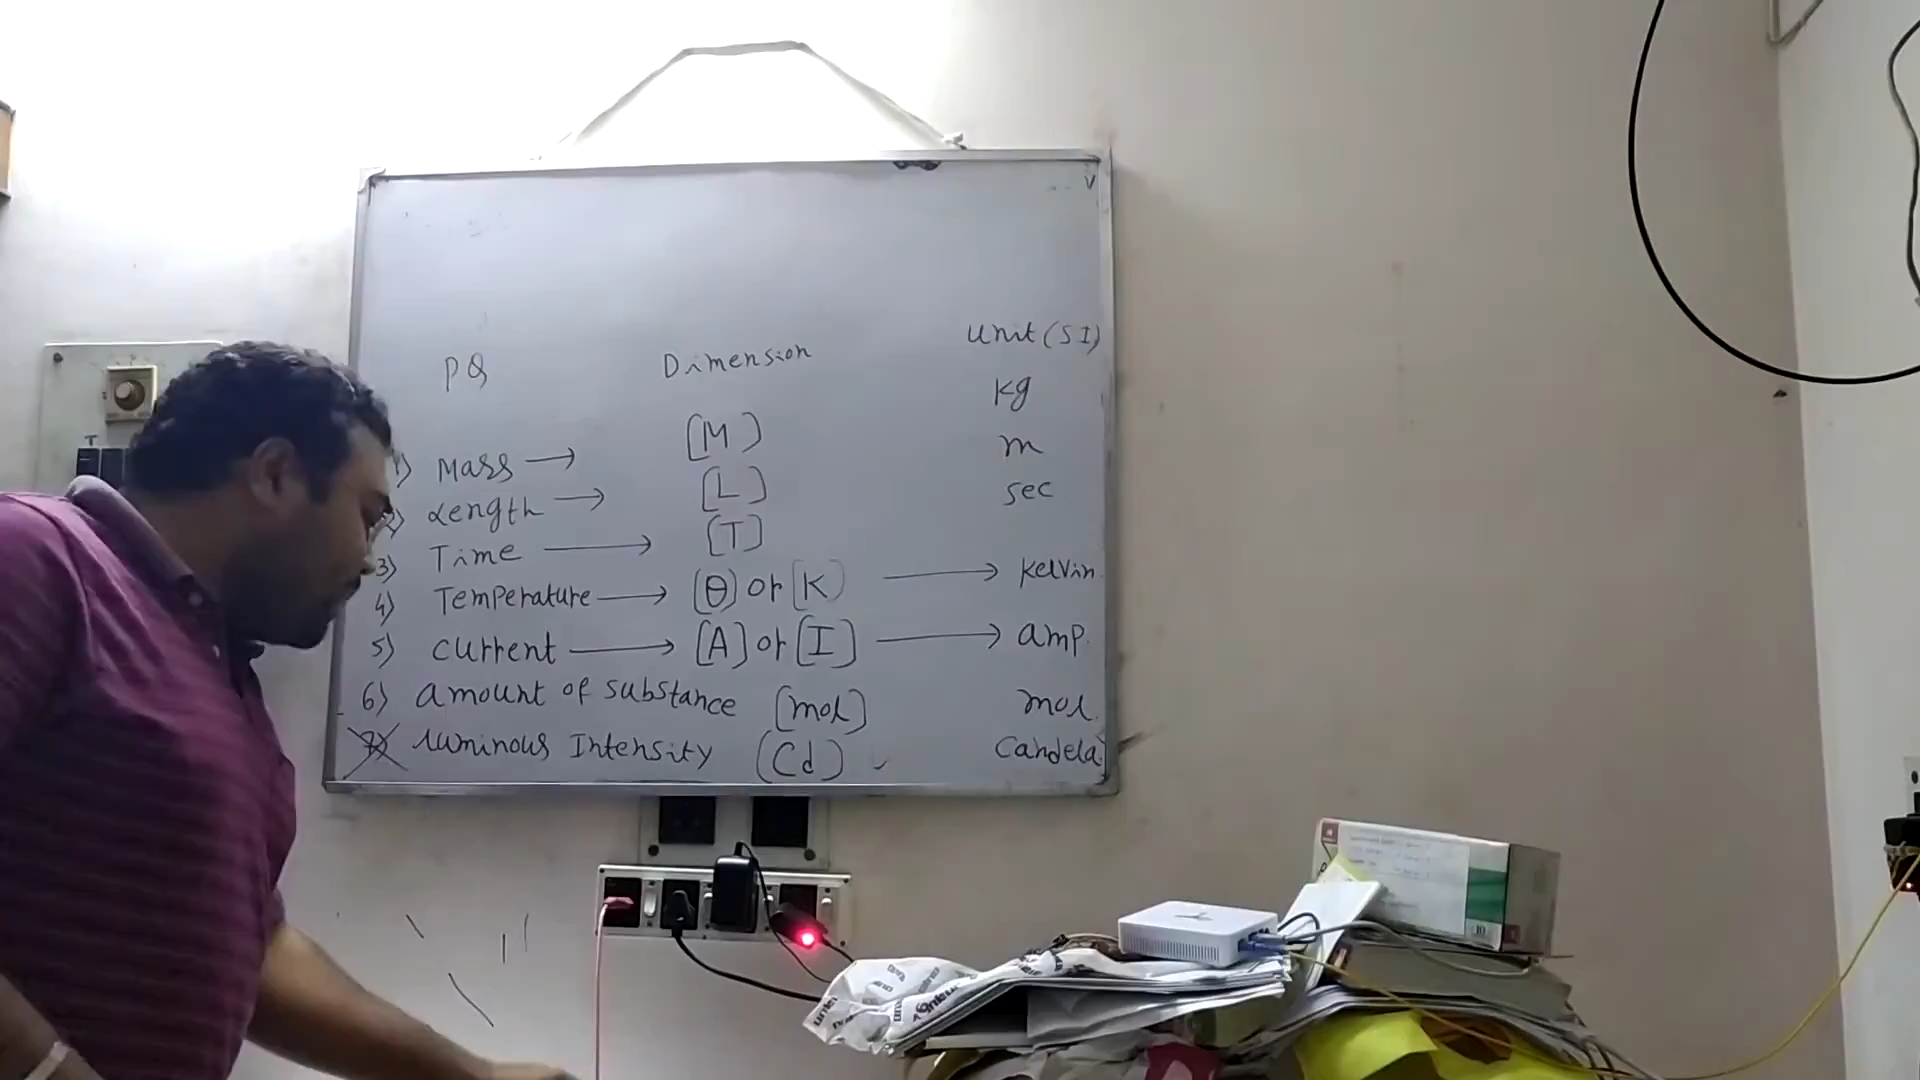 PQ Dimension Unit (SI)
1) Mass → [M] kg
2) Length → [L] m
3) Time → [T] sec
4) Temperature → [θ] or [K] → Kelvin
5) Current → [A] or [I] → amp.
6) amount of substance [mol] mol.
7) Luminous Intensity [Cd] Candela